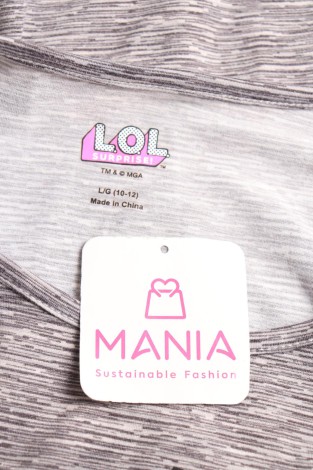 L.O.L.
SURPRISE!
TM & © MGA
L/G (10-12)
Made in China
MANIA
Sustainable Fashion